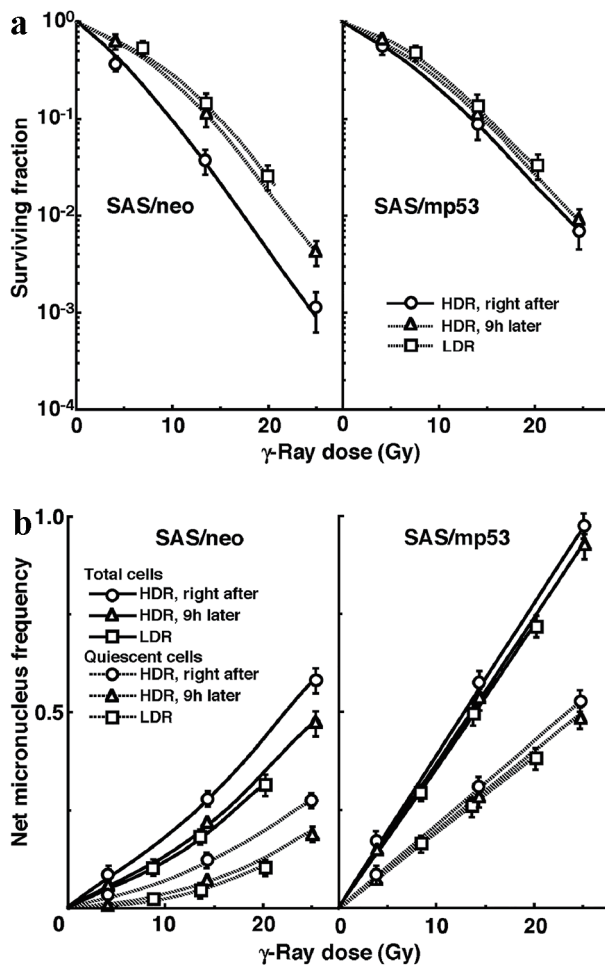 a
Surviving fraction
10⁰
10⁻¹
10⁻²
10⁻³
10⁻⁴
SAS/neo
SAS/mp53
HDR, right after
HDR, 9h later
LDR
0 10 20 0 10 20
γ-Ray dose (Gy)
b
Net micronucleus frequency
1.0
0.5
0
SAS/neo
SAS/mp53
Total cells
HDR, right after
HDR, 9h later
LDR
Quiescent cells
HDR, right after
HDR, 9h later
LDR
0 10 20 0 10 20
γ-Ray dose (Gy)